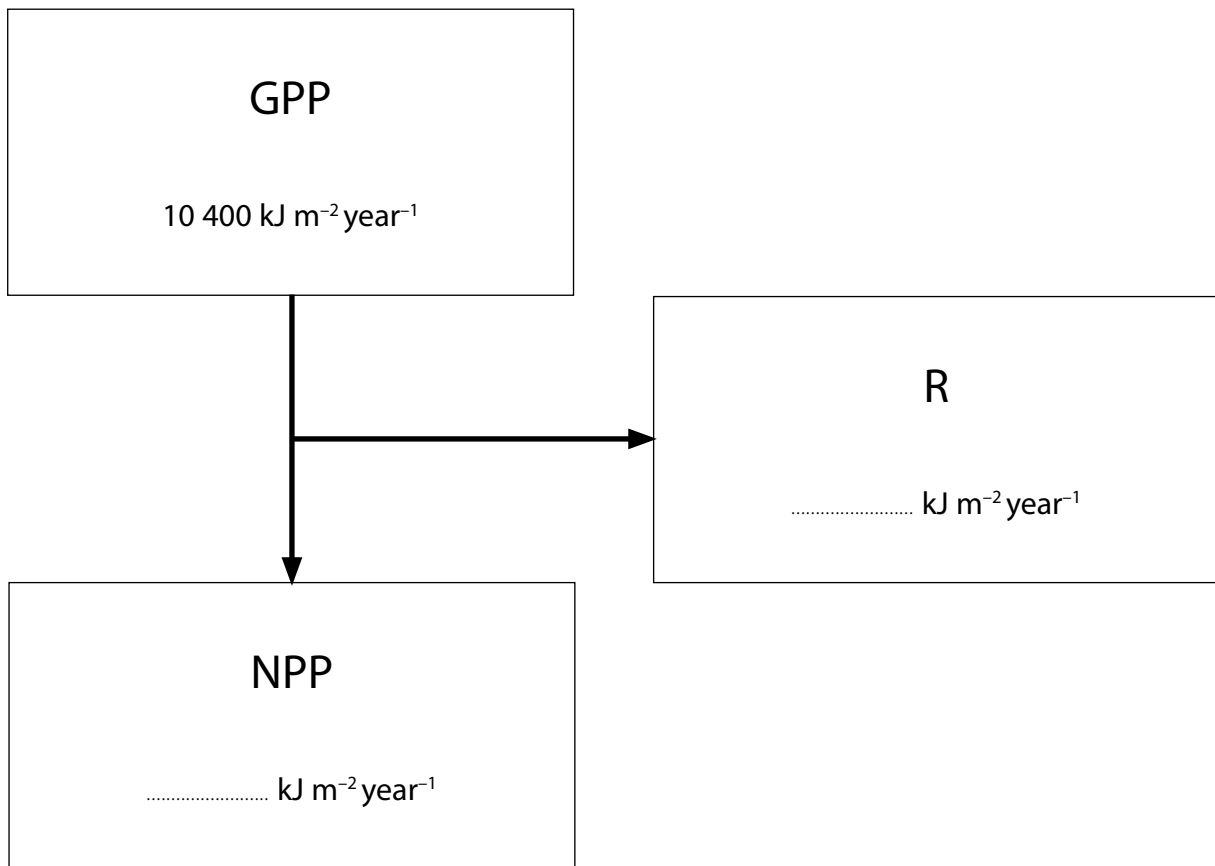 GPP
10 400 kJ m⁻² year⁻¹
R
........................ kJ m⁻² year⁻¹
NPP
........................ kJ m⁻² year⁻¹